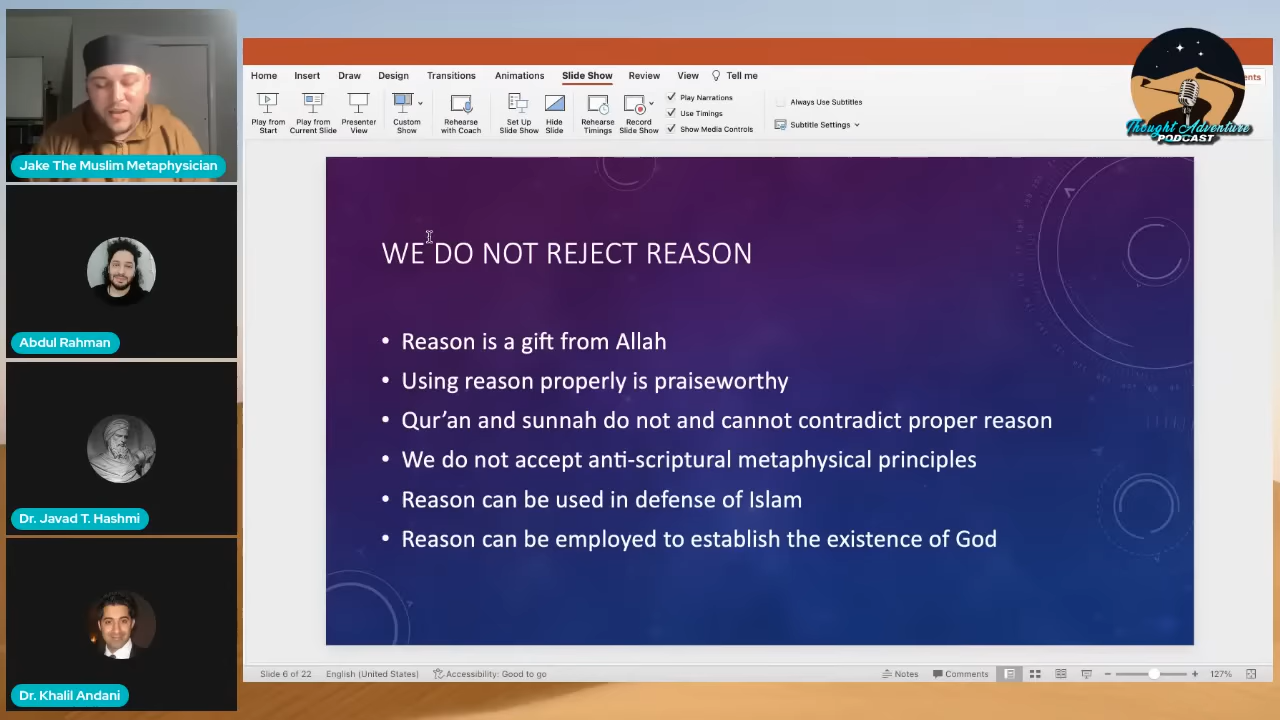 Jake The Muslim Metaphysician
Abdul Rahman
Dr. Javad T. Hashmi
Dr. Khalil Andani
Home Insert Draw Design Transitions Animations Slide Show Review View Tell me
Play from Start
Play from Current Slide
Presenter View
Custom Show
Rehearse with Coach
Set Up Slide Show
Hide Slide
Rehearse Timings
Record Slide Show
Play Narrations
Use Timings
Show Media Controls
Always Use Subtitles
Subtitle Settings
Thought Adventure
PODCAST
WE DO NOT REJECT REASON
• Reason is a gift from Allah
• Using reason properly is praiseworthy
• Qur’an and sunnah do not and cannot contradict proper reason
• We do not accept anti-scriptural metaphysical principles
• Reason can be used in defense of Islam
• Reason can be employed to establish the existence of God
Slide 6 of 22 English (United States) Accessibility: Good to go Notes Comments 127%